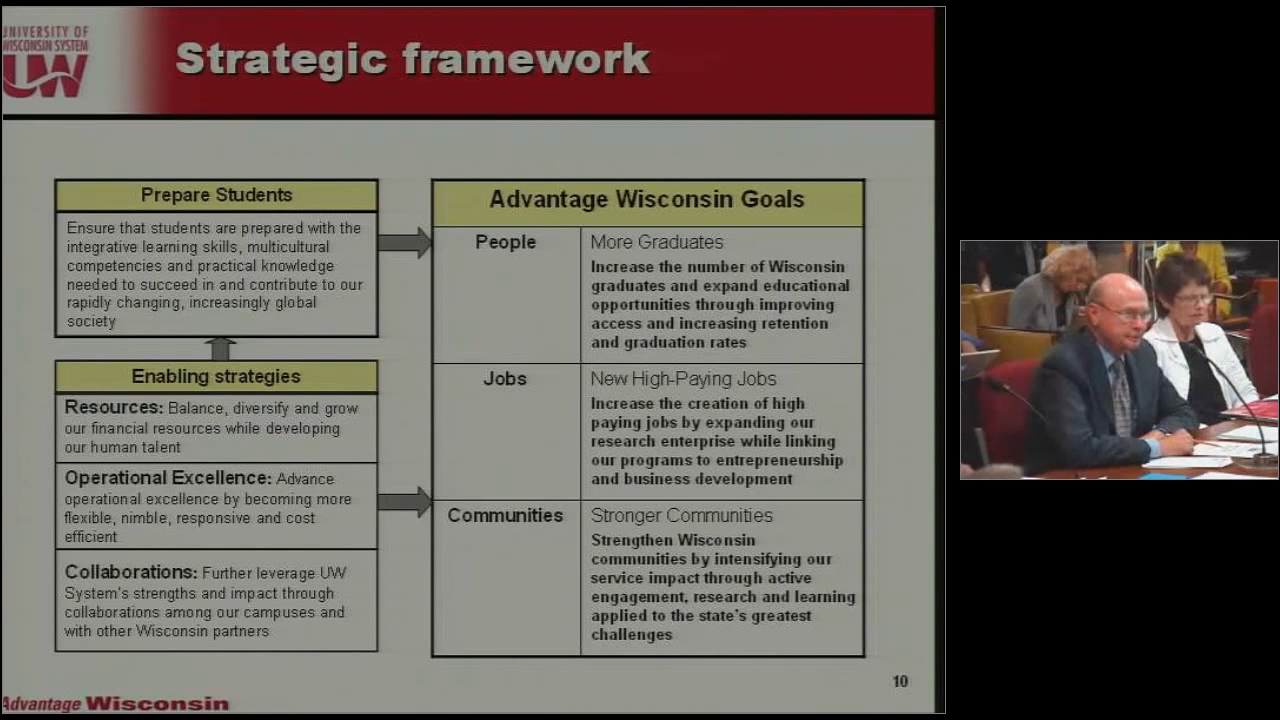 UNIVERSITY OF
WISCONSIN SYSTEM
UW
Strategic framework
Prepare Students
Ensure that students are prepared with the
integrative learning skills, multicultural
competencies and practical knowledge
needed to succeed in and contribute to our
rapidly changing, increasingly global
society
Enabling strategies
Resources: Balance, diversify and grow
our financial resources while developing
our human talent
Operational Excellence: Advance
operational excellence by becoming more
flexible, nimble, responsive and cost
efficient
Collaborations: Further leverage UW
System's strengths and impact through
collaborations among our campuses and
with other Wisconsin partners
Advantage Wisconsin Goals
People
More Graduates
Increase the number of Wisconsin
graduates and expand educational
opportunities through improving
access and increasing retention
and graduation rates
Jobs
New High-Paying Jobs
Increase the creation of high
paying jobs by expanding our
research enterprise while linking
our programs to entrepreneurship
and business development
Communities
Stronger Communities
Strengthen Wisconsin
communities by intensifying our
service impact through active
engagement, research and learning
applied to the state's greatest
challenges
10
Advantage Wisconsin